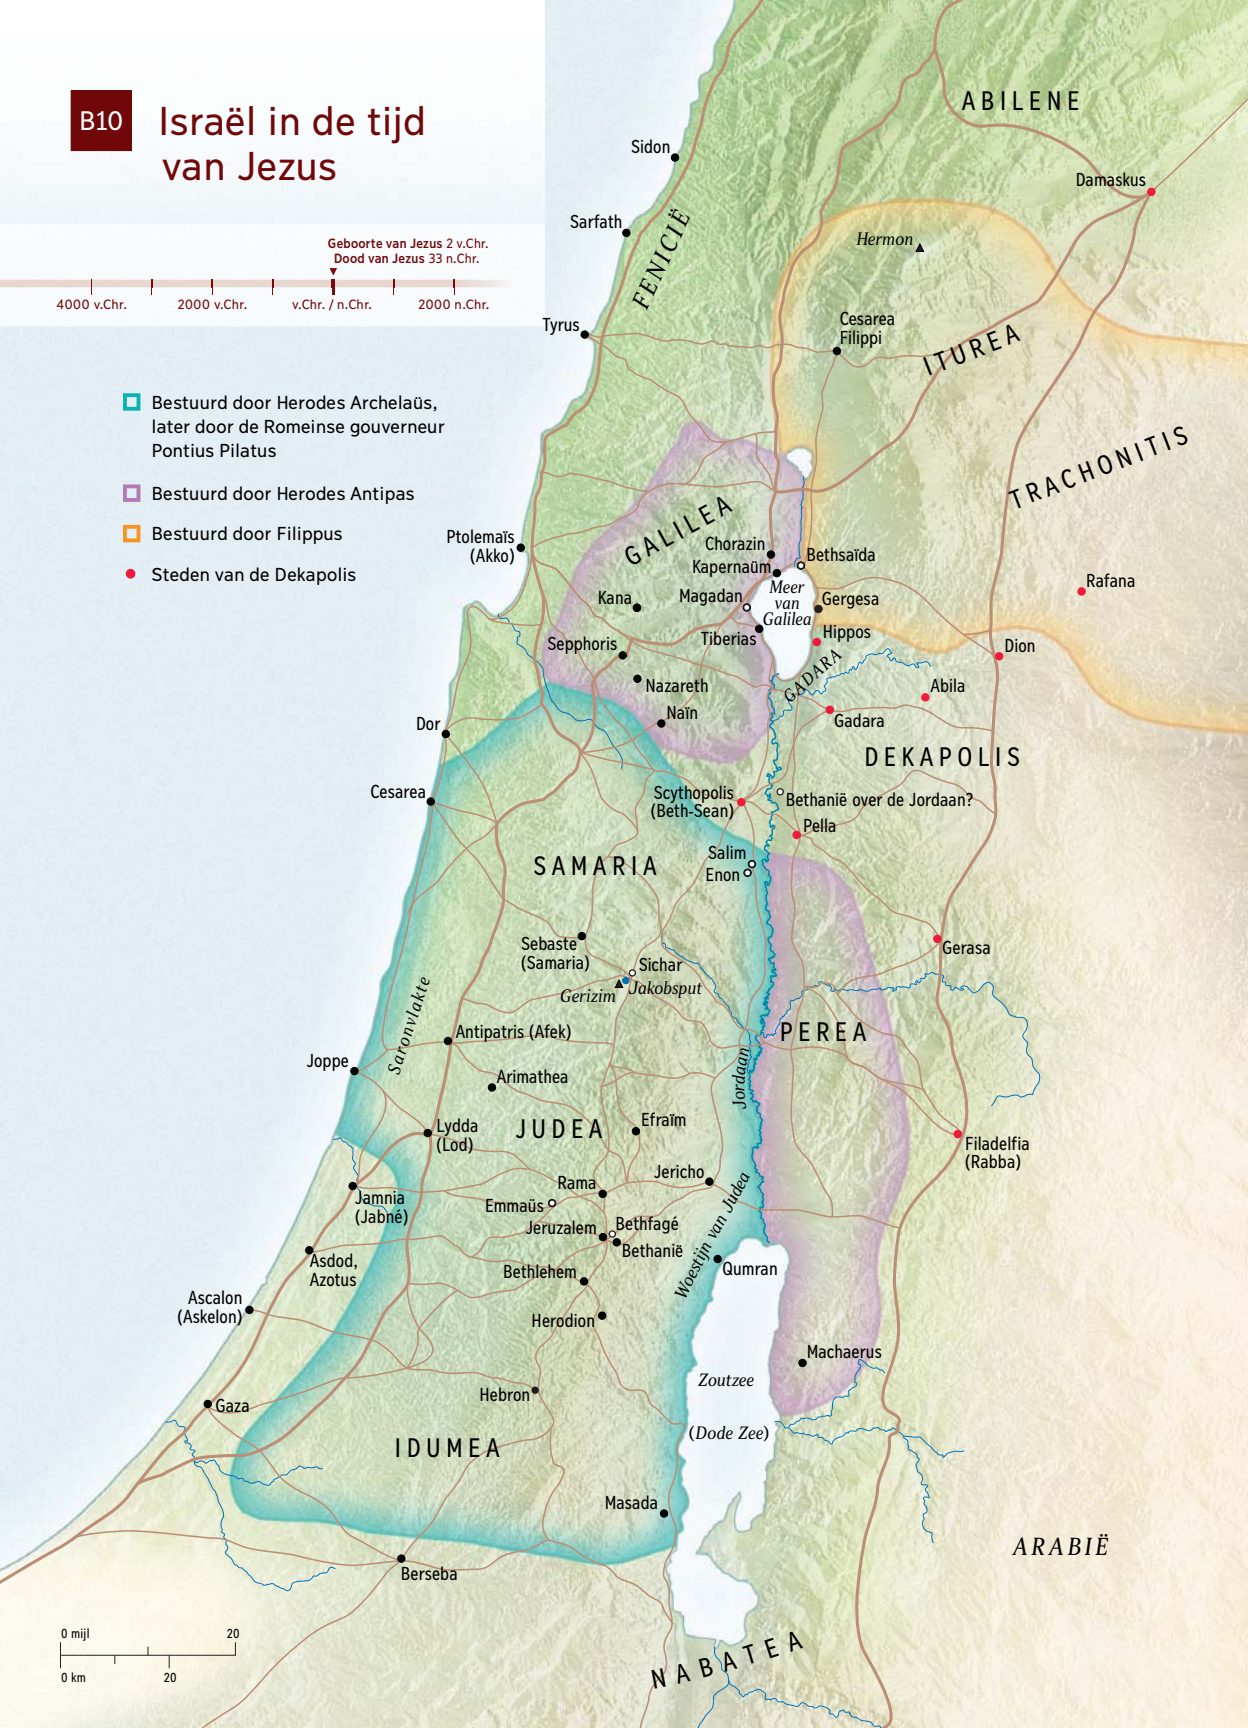 B10
Israël in de tijd
van Jezus
Geboorte van Jezus 2 v.Chr.
Dood van Jezus 33 n.Chr.
4000 v.Chr.
2000 v.Chr.
v.Chr. / n.Chr.
2000 n.Chr.
Bestuurd door Herodes Archelaüs,
later door de Romeinse gouverneur
Pontius Pilatus
Bestuurd door Herodes Antipas
Bestuurd door Filippus
Steden van de Dekapolis
ABILENE
Sidon
Damaskus
Sarfath
FENICIË
Hermon
Tyrus
Cesarea
Filippi
ITUREA
TRACHONITIS
GALILEA
Ptolemaïs
(Akko)
Chorazin
Kapernaüm
Bethsaïda
Rafana
Kana
Magadan
Meer
van
Galilea
Gergesa
Tiberias
Hippos
Sepphoris
Dion
GADARA
Nazareth
Abila
Naïn
Gadara
Dor
DEKAPOLIS
Cesarea
Scythopolis
(Beth-Sean)
Bethanië over de Jordaan?
Pella
Salim
Enon
SAMARIA
Sebaste
(Samaria)
Gerasa
Sichar
Gerizim
Jakobsput
Saronvlakte
Antipatris (Afek)
PEREA
Joppe
Jordaan
Arimathea
Lydda
(Lod)
JUDEA
Efraïm
Filadelfia
(Rabba)
Jericho
Rama
Jamnia
(Jabné)
Emmaüs
Woestijn van Judea
Jeruzalem
Bethfagé
Bethanië
Asdod,
Azotus
Bethlehem
Qumran
Ascalon
(Askelon)
Herodion
Machaerus
Zoutzee
Hebron
Gaza
(Dode Zee)
IDUMEA
Masada
ARABIË
Berseba
0 mijl
20
0 km
20
NABATEA